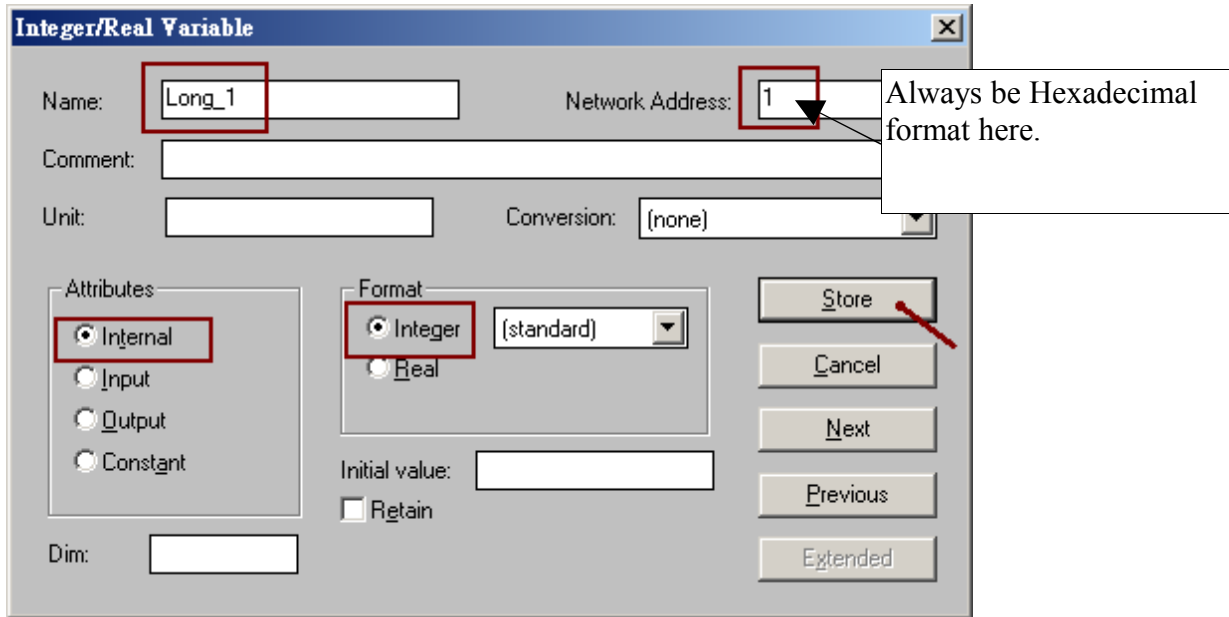 Integer/Real Variable
Name: Long_1 Network Address: 1
Always be Hexadecimal
format here.
Comment:
Unit: Conversion: (none)
Attributes
Internal
Input
Output
Constant
Format
Integer (standard)
Real
Initial value:
Retain
Dim:
Store
Cancel
Next
Previous
Extended